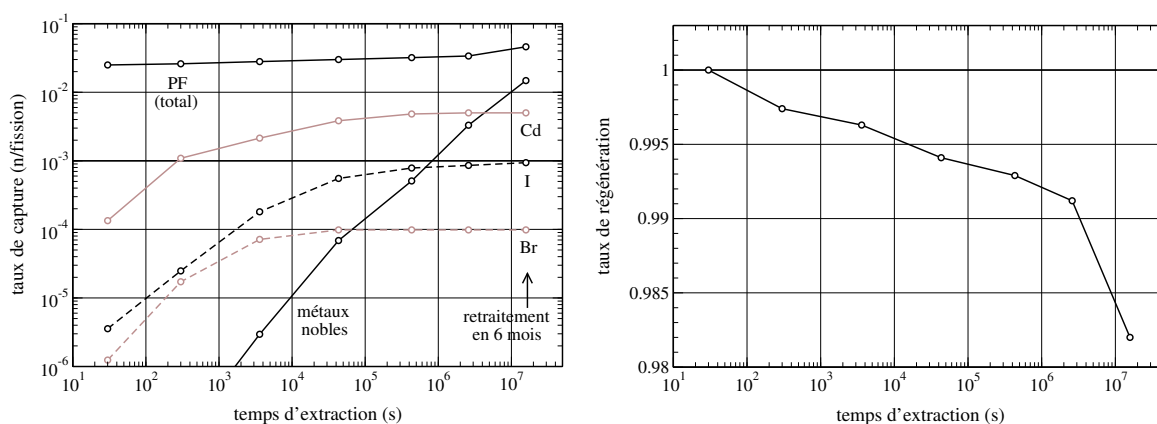 10^-1
10^-2
10^-3
10^-4
10^-5
10^-6
taux de capture (n/fission)
PF
(total)
Cd
I
Br
métaux
nobles
retraitement
en 6 mois
10^1 10^2 10^3 10^4 10^5 10^6 10^7
temps d'extraction (s)
1
0.995
0.99
0.985
0.98
taux de régénération
10^1 10^2 10^3 10^4 10^5 10^6 10^7
temps d'extraction (s)